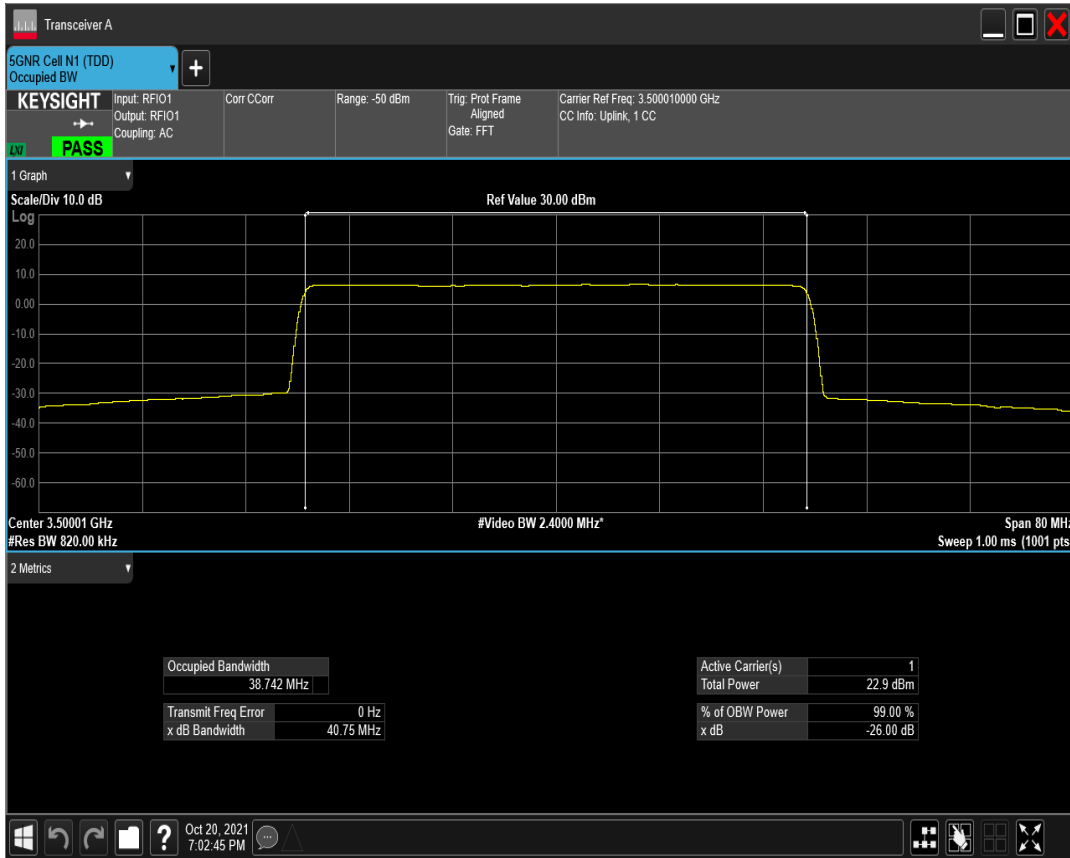 Transceiver A
5GNR Cell N1 (TDD)
Occupied BW
+
KEYSIGHT
LXI
PASS
Input: RFIO1
Output: RFIO1
Coupling: AC
Corr CCorr
Range: -50 dBm
Trig: Prot Frame
Aligned
Gate: FFT
Carrier Ref Freq: 3.500010000 GHz
CC Info: Uplink, 1 CC
1 Graph
Scale/Div 10.0 dB
Ref Value 30.00 dBm
Log
20.0
10.0
0.00
-10.0
-20.0
-30.0
-40.0
-50.0
-60.0
Center 3.50001 GHz
#Video BW 2.4000 MHz*
Span 80 MHz
#Res BW 820.00 kHz
Sweep 1.00 ms (1001 pts
2 Metrics
Occupied Bandwidth
38.742 MHz
Transmit Freq Error 0 Hz
x dB Bandwidth 40.75 MHz
Active Carrier(s) 1
Total Power 22.9 dBm
% of OBW Power 99.00 %
x dB -26.00 dB
?
Oct 20, 2021
7:02:45 PM